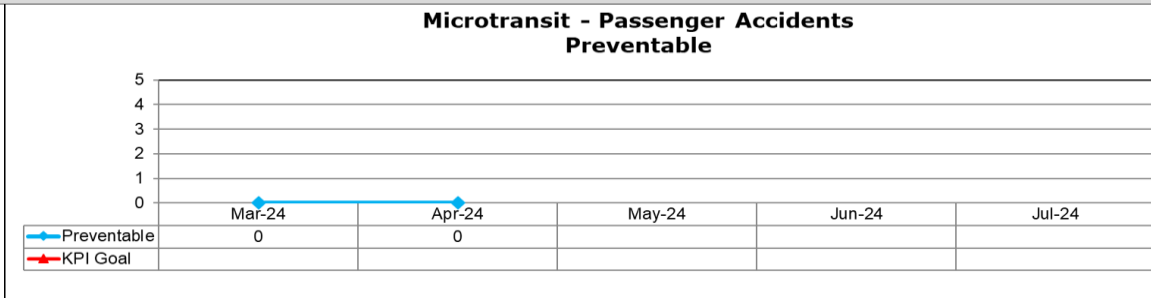 Microtransit - Passenger Accidents
Preventable
5
4
3
2
1
0
Mar-24 Apr-24 May-24 Jun-24 Jul-24
Preventable 0 0
KPI Goal